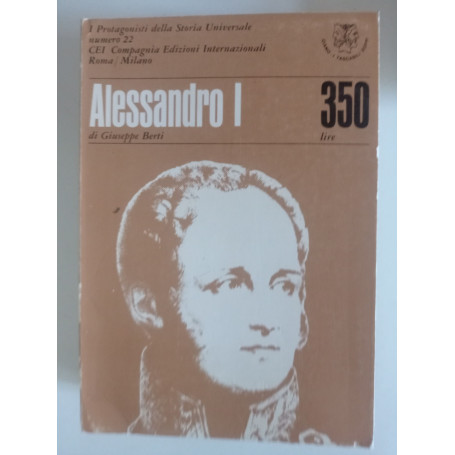 I Protagonisti della Storia Universale
numero 22
CEI Compagnia Edizioni Internazionali
Roma/Milano
Alessandro I
350
di Giuseppe Berti
lire